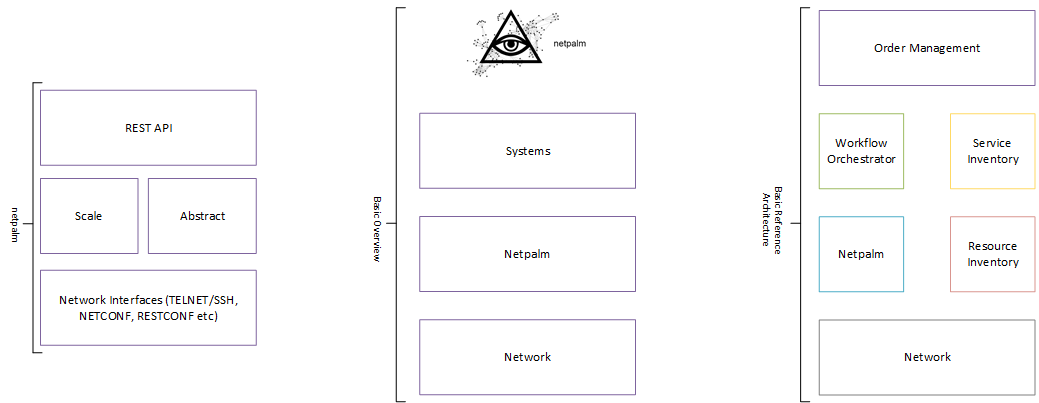 netpalm
REST API
Scale
Abstract
Network Interfaces (TELNET/SSH,
NETCONF, RESTCONF etc)
netpalm
Basic Overview
Systems
Netpalm
Network
Basic Reference
Architecture
Order Management
Workflow
Orchestrator
Service
Inventory
Netpalm
Resource
Inventory
Network